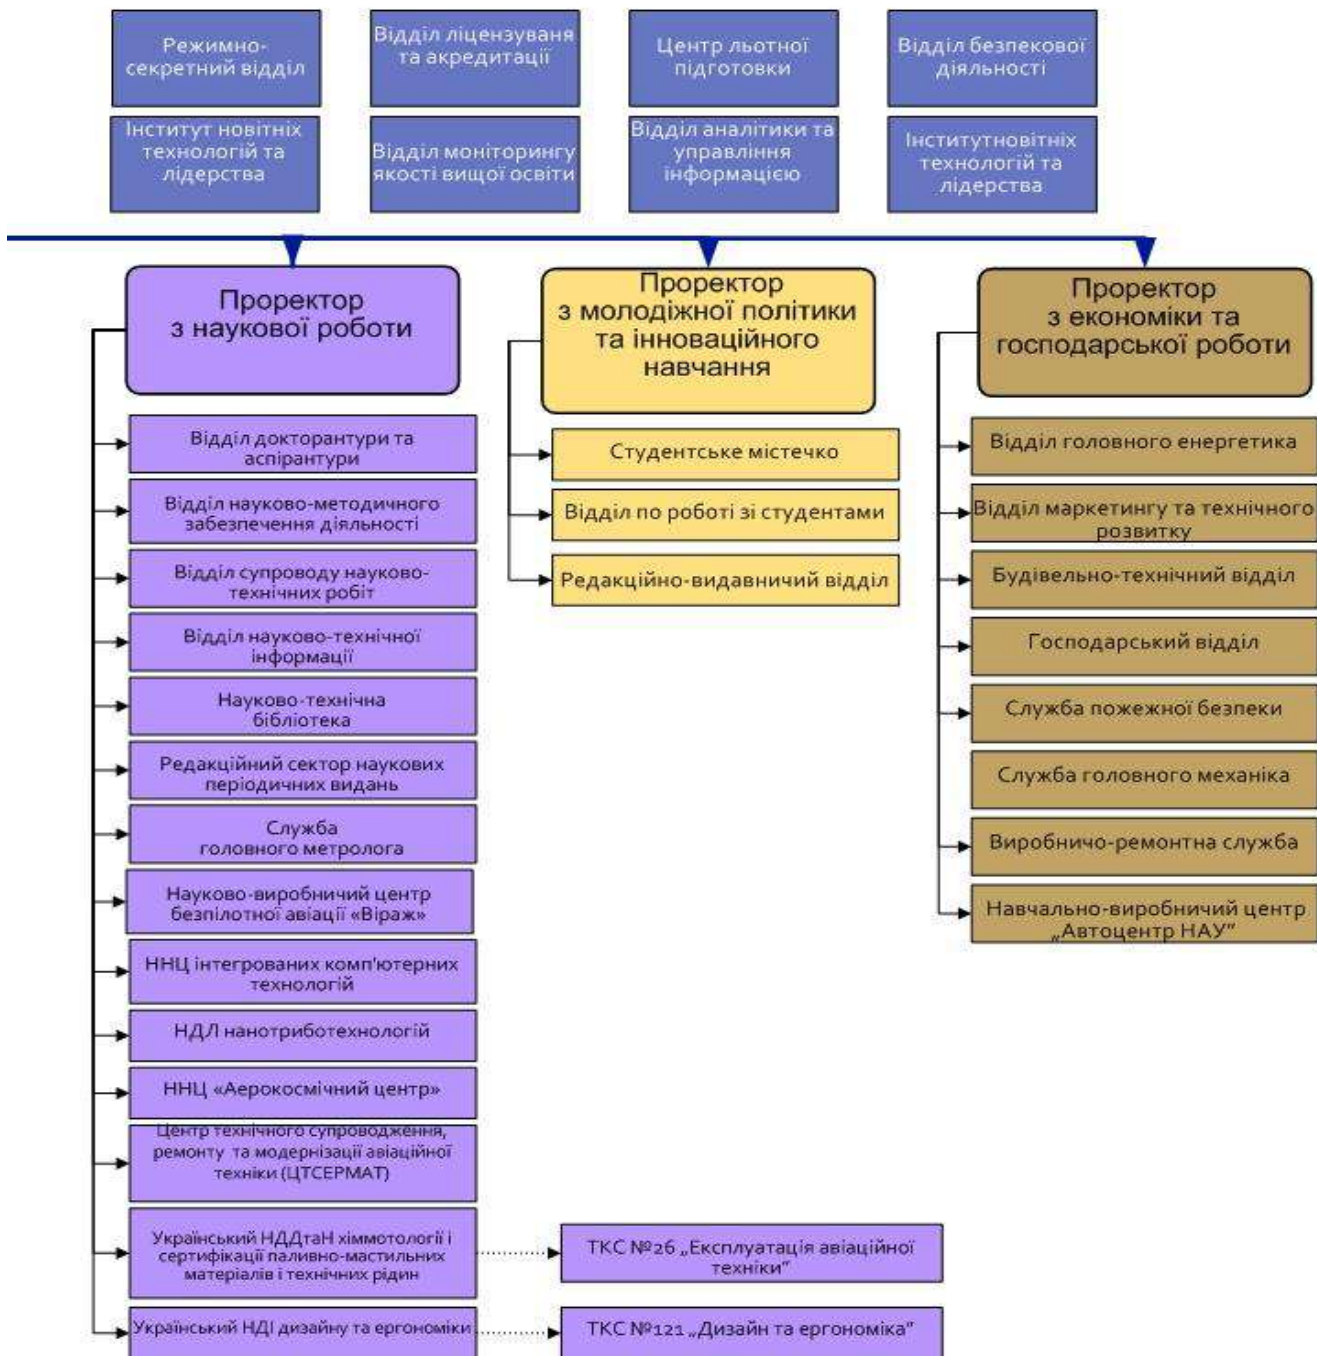 Режимно-
секретний відділ
Відділ ліцензуваня
та акредитації
Центр льотної
підготовки
Відділ безпекової
діяльності
Інститут новітніх
технологій та
лідерства
Відділ моніторингу
якості вищої освіти
Відділ аналітики та
управління
інформацією
Інститутновітніх
технологій та
лідерства
Проректор
з наукової роботи
Відділ докторантури та
аспірантури
Відділ науково-методичного
забезпечення діяльності
Відділ супроводу науково-
технічних робіт
Відділ науково-технічної
інформації
Науково-технічна
бібліотека
Редакційний сектор наукових
періодичних видань
Служба
головного метролога
Науково-виробничий центр
безпілотної авіації «Віраж»
ННЦ інтегрованих комп'ютерних
технологій
НДЛ нанотриботехнологій
ННЦ «Аерокосмічний центр»
Центр технічного супроводження,
ремонту та модернізації авіаційної
техніки (ЦТСЕРМАТ)
Український НДДтаН хіммотології і
сертифікації паливно-мастильних
матеріалів і технічних рідин
ТКС №26 „Експлуатація авіаційної
техніки”
Український НДІ дизайну та ергономіки
ТКС №121 „Дизайн та ергономіка”
Проректор
з молодіжної політики
та інноваційного
навчання
Студентське містечко
Відділ по роботі зі студентами
Редакційно-видавничий відділ
Проректор
з економіки та
господарської роботи
Відділ головного енергетика
Відділ маркетингу та технічного
розвитку
Будівельно-технічний відділ
Господарський відділ
Служба пожежної безпеки
Служба головного механіка
Виробничо-ремонтна служба
Навчально-виробничий центр
„Автоцентр НАУ”